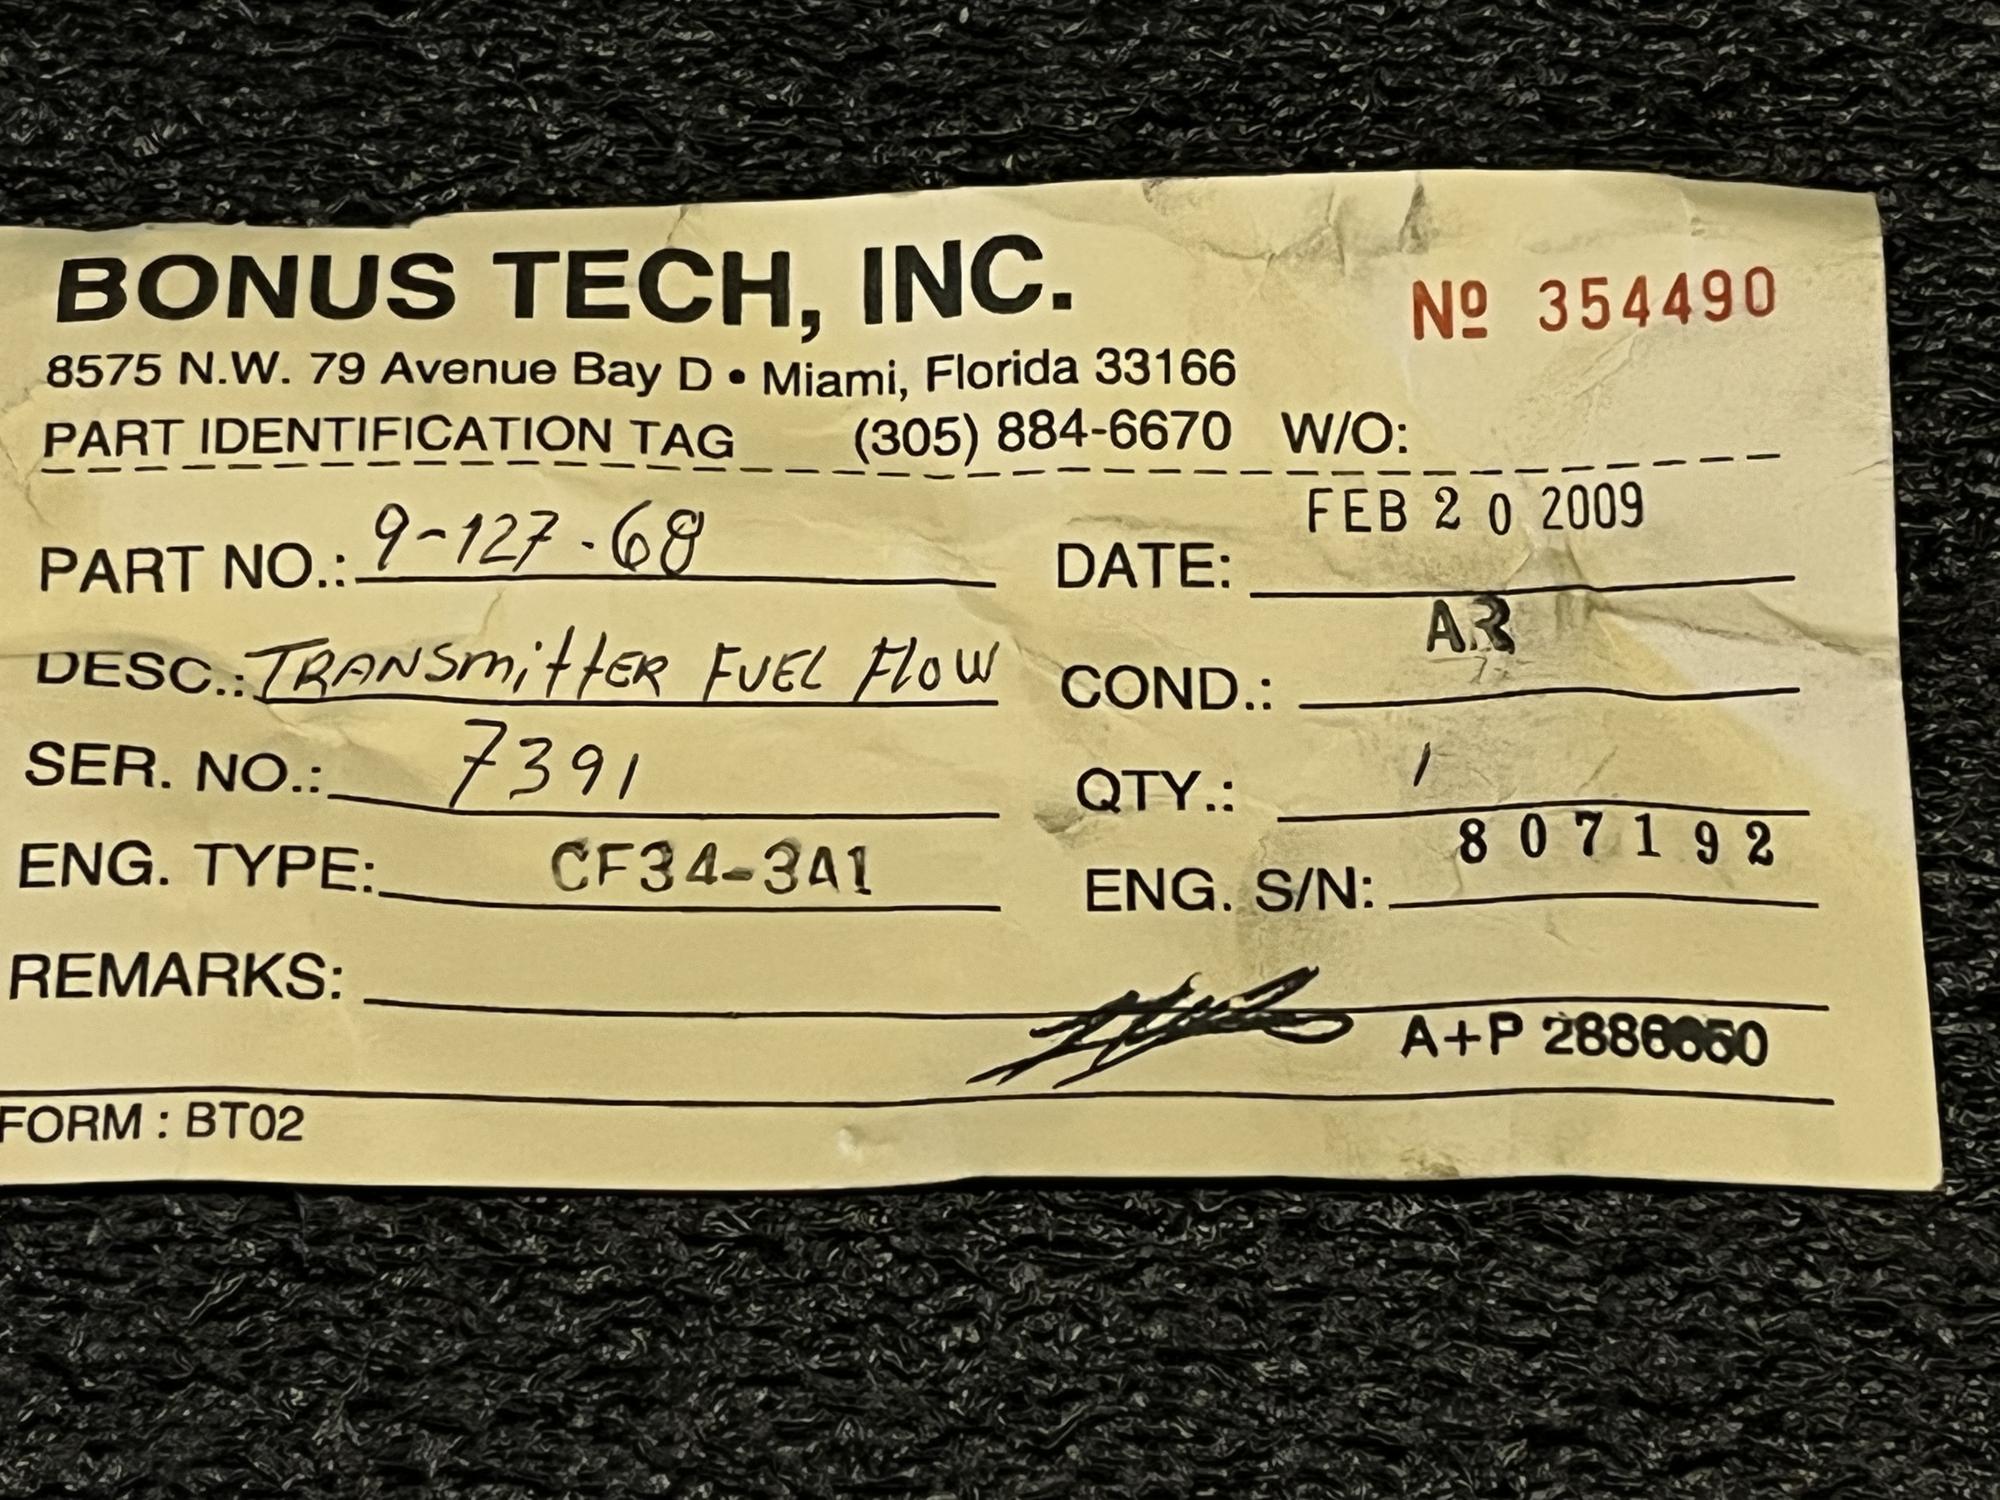 BONUS TECH, INC. Nº 354490
8575 N.W. 79 Avenue Bay D • Miami, Florida 33166
PART IDENTIFICATION TAG (305) 884-6670 W/O:
PART NO.: 9-127-68 DATE: FEB 20 2009
DESC.: TRANSmittER FUEL FlOW COND.: AR
SER. NO.: 7391 QTY.: 1
ENG. TYPE: CF34-3A1 ENG. S/N: 807192
REMARKS:
A+P
FORM : BT02